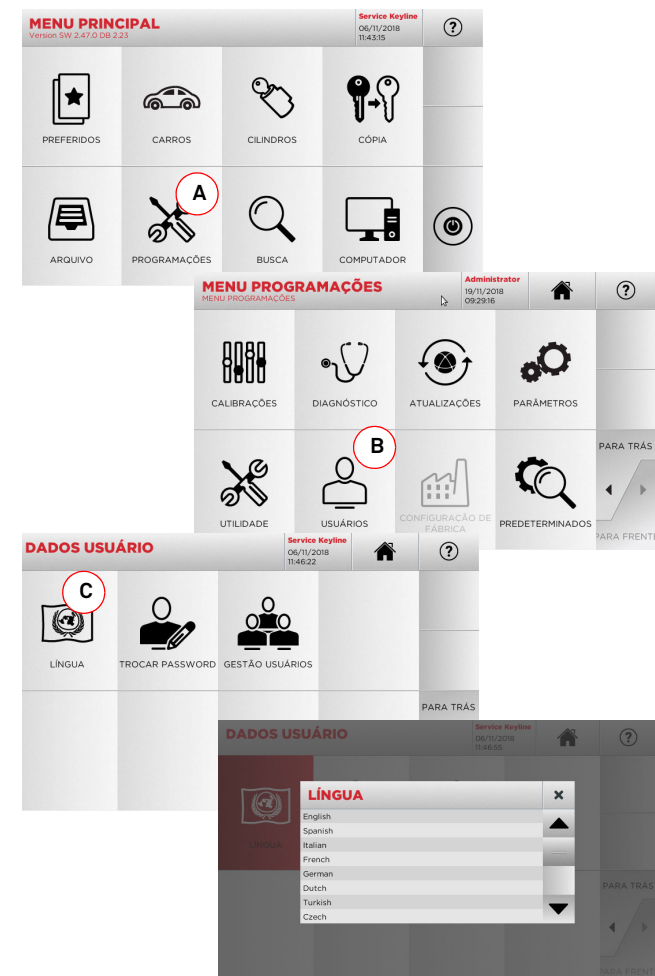 MENU PRINCIPAL
Version SW 2.47.0 DB 2.23
Service Keyline
06/11/2018
11:43:15
?
PREFERIDOS
CARROS
CILINDROS
CÓPIA
A
ARQUIVO
PROGRAMAÇÕES
BUSCA
COMPUTADOR
MENU PROGRAMAÇÕES
MENU PROGRAMAÇÕES
Administrator
19/11/2018
09:29:16
?
CALIBRAÇÕES
DIAGNÓSTICO
ATUALIZAÇÕES
PARÂMETROS
B
PARA TRÁS
UTILIDADE
USUÁRIOS
CONFIGURAÇÃO DE
FÁBRICA
PREDETERMINADOS
PARA FRENTE
DADOS USUÁRIO
Service Keyline
06/11/2018
11:46:22
?
C
LÍNGUA
TROCAR PASSWORD
GESTÃO USUÁRIOS
PARA TRÁS
DADOS USUÁRIO
Service Keyline
06/11/2018
11:46:55
?
LÍNGUA
LÍNGUA
English
Spanish
Italian
French
German
Dutch
Turkish
Czech
PARA TRÁS
PARA FRENTE